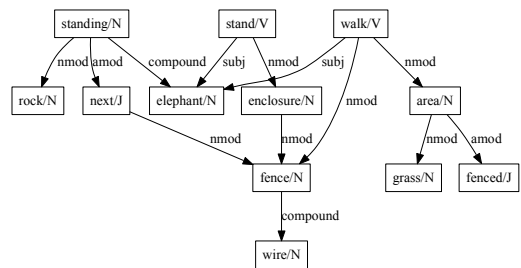 standing/N stand/V walk/V
nmod amod compound subj nmod subj nmod
rock/N next/J elephant/N enclosure/N nmod area/N
nmod nmod nmod amod
fence/N grass/N fenced/J
compound
wire/N